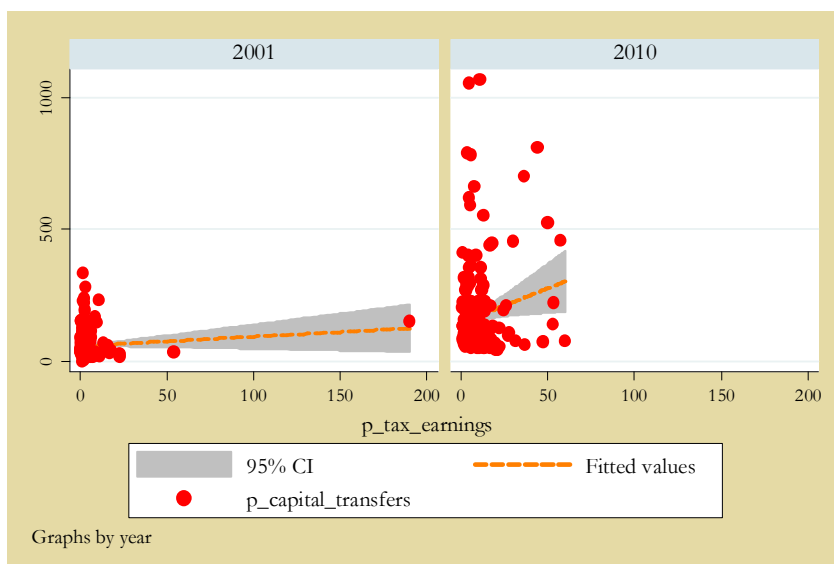 2001 2010
1000
500
0
0 50 100 150 200 0 50 100 150 200
p_tax_earnings
95% CI Fitted values
p_capital_transfers
Graphs by year